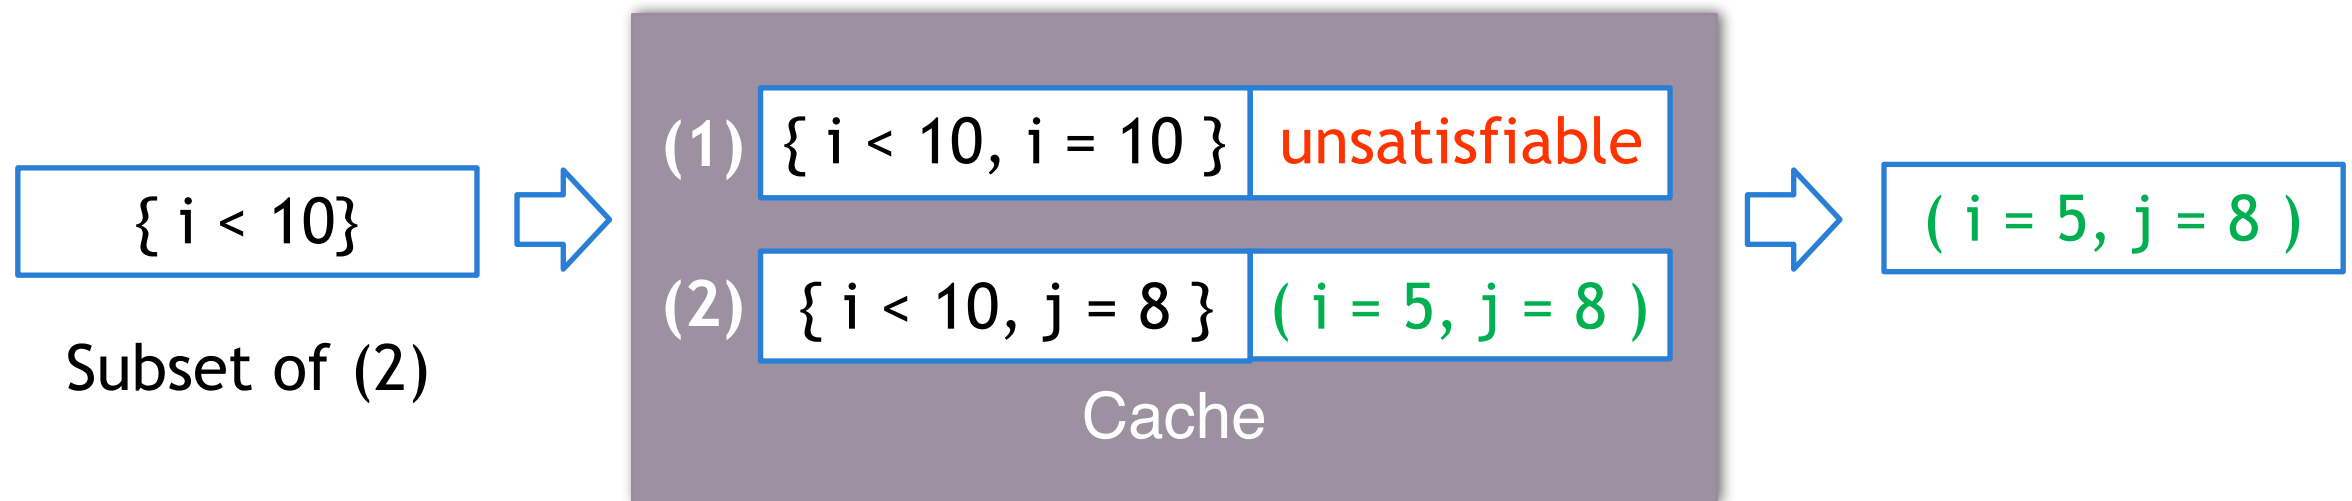 { i < 10}
Subset of (2)
(1) { i < 10, i = 10 } unsatisfiable
(2) { i < 10, j = 8 } ( i = 5, j = 8 )
Cache
( i = 5, j = 8 )